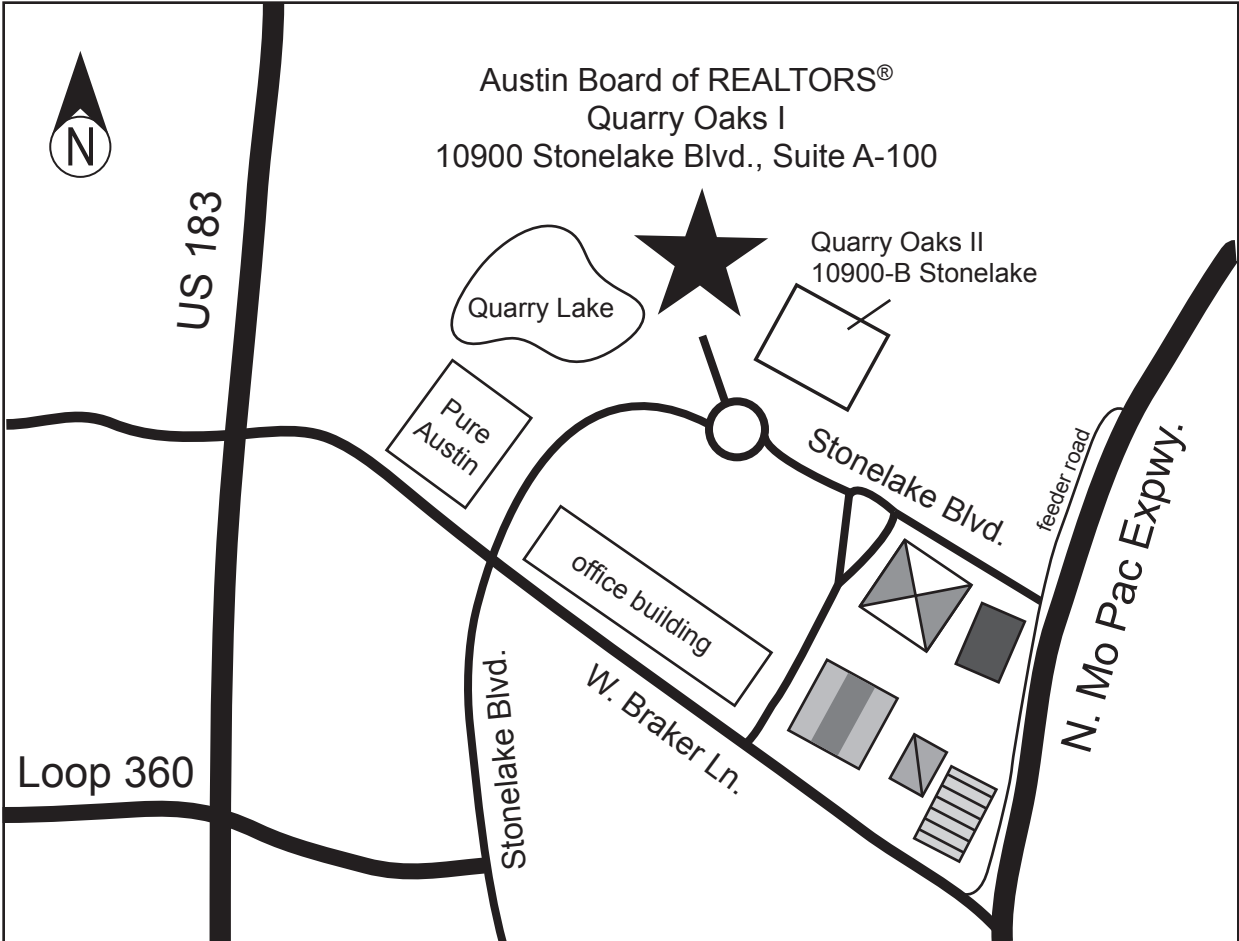 Austin Board of REALTORS®
Quarry Oaks I
10900 Stonelake Blvd., Suite A-100
N
US 183
Quarry Oaks II
10900-B Stonelake
Quarry Lake
Pure
Austin
Stonelake Blvd.
feeder road
N. Mo Pac Expwy.
office building
W. Braker Ln.
Stonelake Blvd.
Loop 360